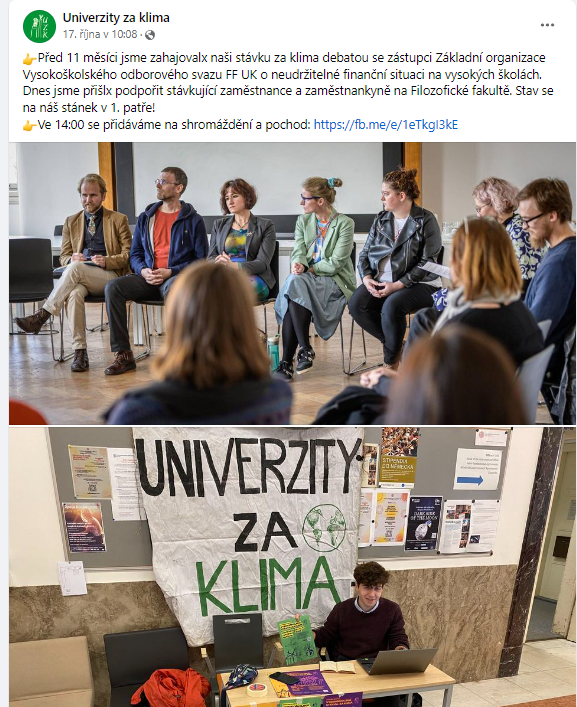 Univerzity za klima
17. října v 10:08 ·
👉Před 11 měsíci jsme zahajovalx naši stávku za klima debatou se zástupci Základní organizace
Vysokoškolského odborového svazu FF UK o neudržitelné finanční situaci na vysokých školách.
Dnes jsme přišlx podpořit stávkující zaměstnance a zaměstnankyně na Filozofické fakultě. Stav se
na náš stánek v 1. patře!
👉Ve 14:00 se přidáváme na shromáždění a pochod: https://fb.me/e/1eTkgI3kE
UNIVERZITY
ZA
KLIMA
STIPENDIA
DO NĚMECKA